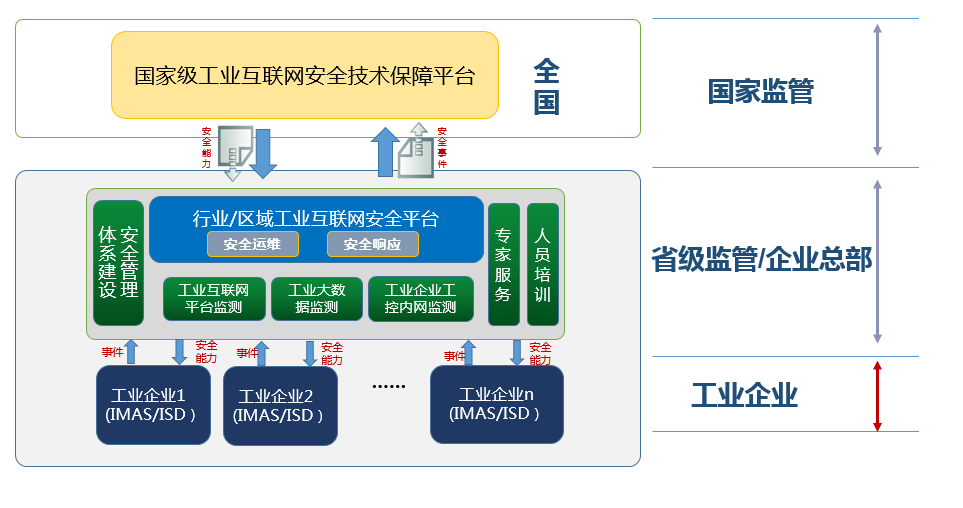 国家级工业互联网安全技术保障平台
全国
国家监管
安全能力
安全事件
行业/区域工业互联网安全平台
安全运维
安全响应
安全管理
体系建设
专家服务
人员培训
工业互联网
平台监测
工业大数
据监测
工业企业工
控内网监测
省级监管/企业总部
事件
安全
能力
事件
安全
能力
事件
安全
能力
工业企业1
(IMAS/ISD）
工业企业2
(IMAS/ISD）
······
工业企业n
(IMAS/ISD）
工业企业